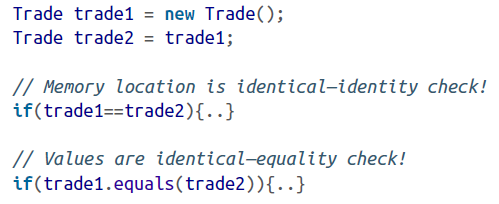 Trade trade1 = new Trade();
Trade trade2 = trade1;
// Memory location is identical—identity check!
if(trade1==trade2){..}
// Values are identical—equality check!
if(trade1.equals(trade2)){..}